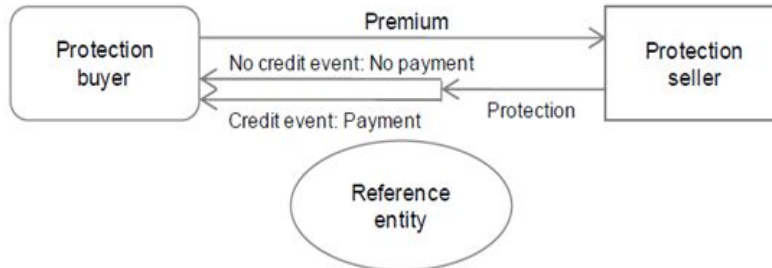 Premium
Protection
buyer
Protection
seller
No credit event: No payment
Credit event: Payment
Protection
Reference
entity